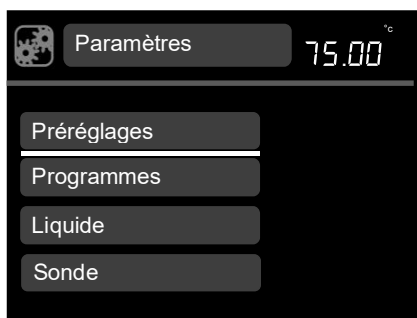 Paramètres
°c
75.00
Préréglages
Programmes
Liquide
Sonde